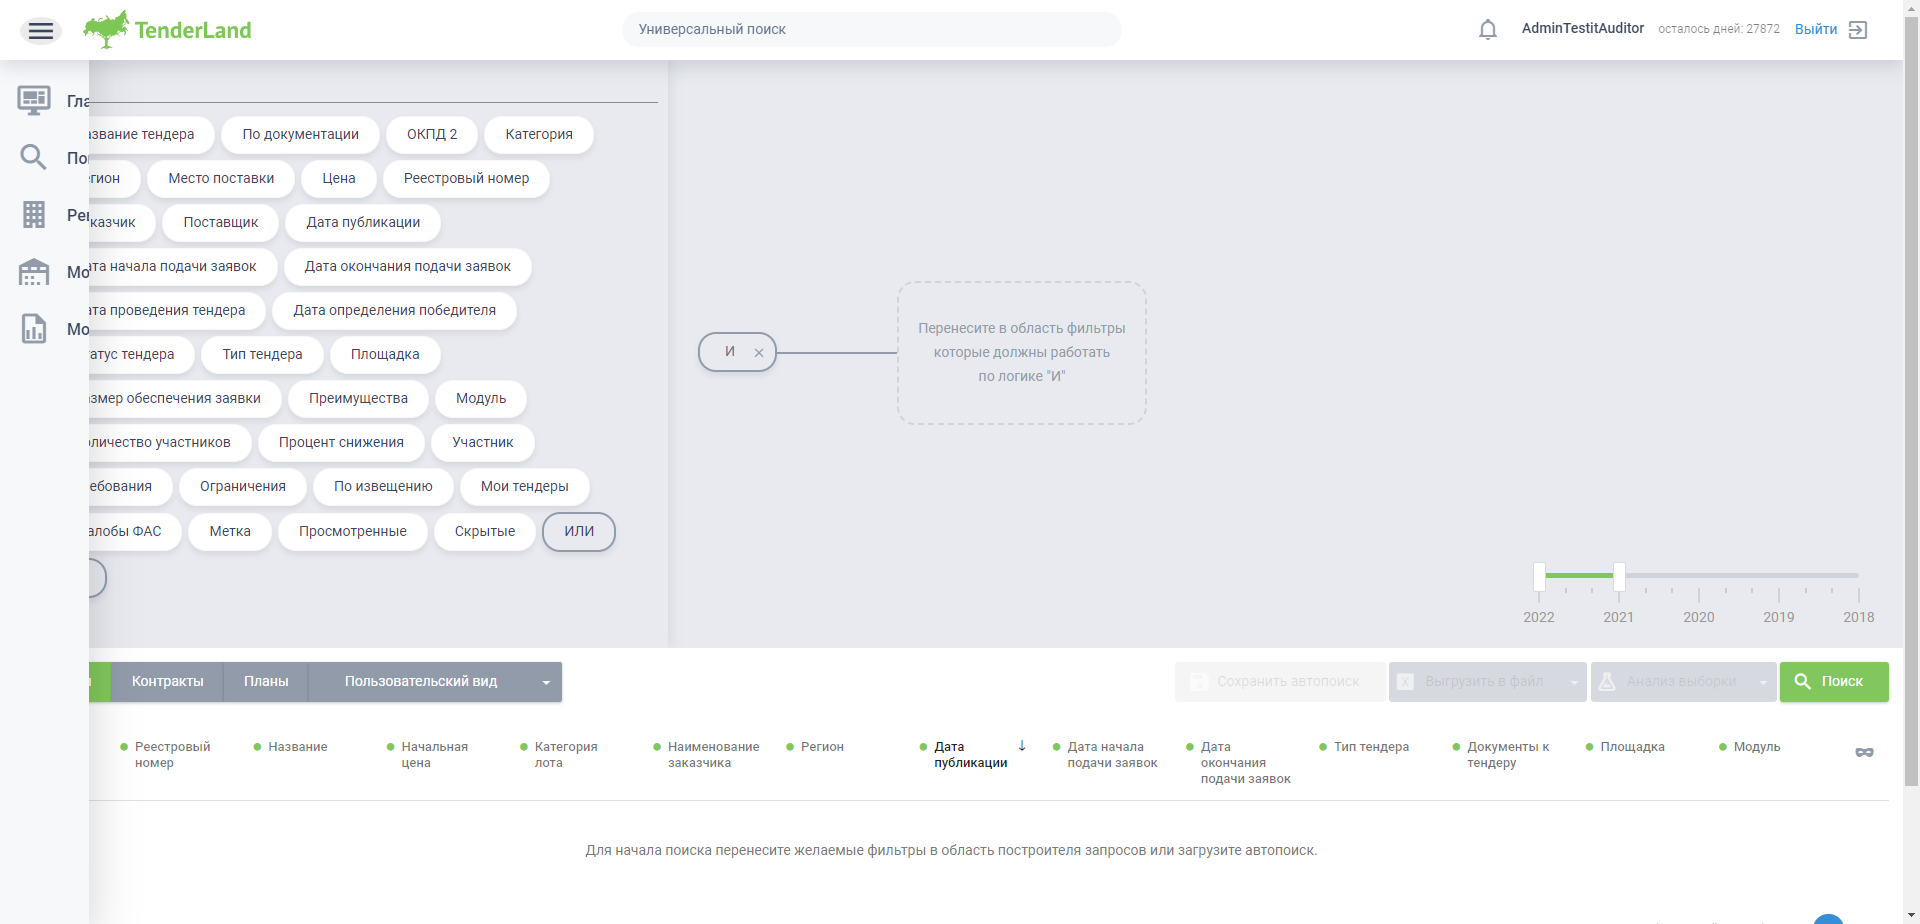 TenderLand
Универсальный поиск
AdminTestitAuditor
осталось дней: 27872
Выйти
Гла
По
Ре
Мо
Мо
азвание тендера
По документации
ОКПД 2
Категория
егион
Место поставки
Цена
Реестровый номер
казчик
Поставщик
Дата публикации
ата начала подачи заявок
Дата окончания подачи заявок
ата проведения тендера
Дата определения победителя
татус тендера
Тип тендера
Площадка
азмер обеспечения заявки
Преимущества
Модуль
оличество участников
Процент снижения
Участник
ебования
Ограничения
По извещению
Мои тендеры
алобы ФАС
Метка
Просмотренные
Скрытые
ИЛИ
И
Перенесите в область фильтры
которые должны работать
по логике "И"
2022
2021
2020
2019
2018
Контракты
Планы
Пользовательский вид
Сохранить автопоиск
Выгрузить в файл
Анализ выборки
Поиск
Реестровый
номер
Название
Начальная
цена
Категория
лота
Наименование
заказчика
Регион
Дата
публикации
Дата начала
подачи заявок
Дата
окончания
подачи заявок
Тип тендера
Документы к
тендеру
Площадка
Модуль
Для начала поиска перенесите желаемые фильтры в область построителя запросов или загрузите автопоиск.